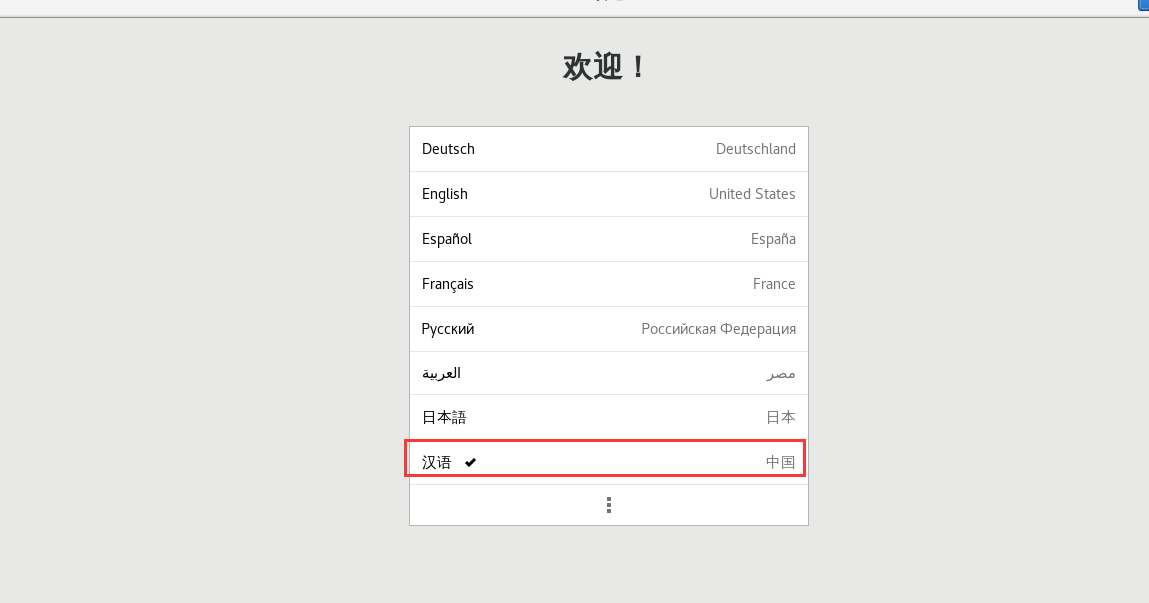 欢迎！
Deutsch Deutschland
English United States
Español España
Français France
Русский Российская Федерация
العربية مصر
日本語 日本
汉语 中国